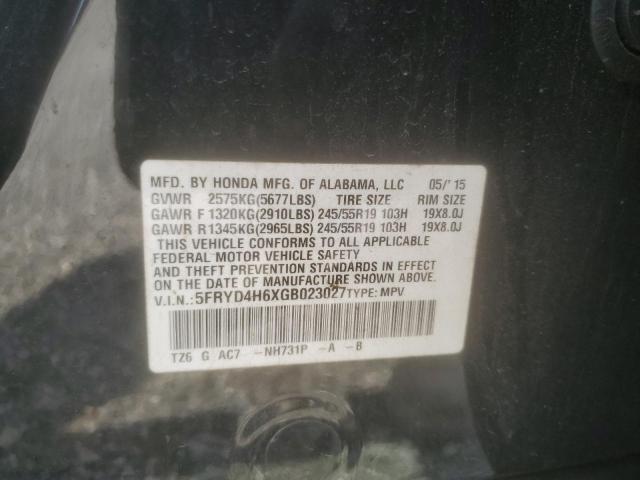 MFD. BY HONDA MFG. OF ALABAMA, LLC 05/'15
GVWR 2575KG(5677LBS) TIRE SIZE RIM SIZE
GAWR F 1320KG(2910LBS) 245/55R19 103H 19X8.0J
GAWR R 1345KG(2965LBS) 245/55R19 103H 19X8.0J
THIS VEHICLE CONFORMS TO ALL APPLICABLE
FEDERAL MOTOR VEHICLE SAFETY
AND THEFT PREVENTION STANDARDS IN EFFECT
ON THE DATE OF MANUFACTURE SHOWN ABOVE.
V.I.N.:5FRYD4H6XGB023027 TYPE: MPV
TZ6 G AC7 -NH731P -A -B